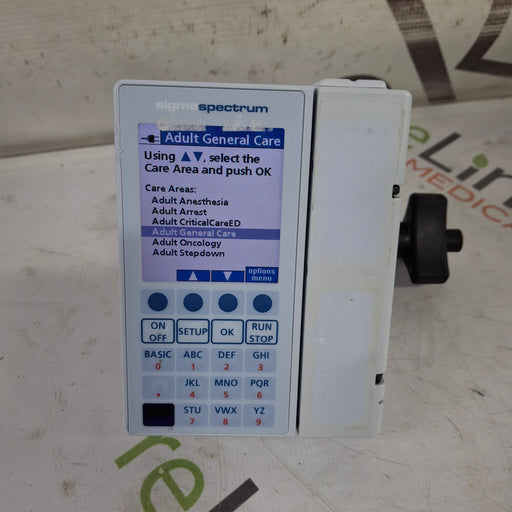 sigmaspectrum
Adult General Care
Using ▲▼, select the
Care Area and push OK
Care Areas:
Adult Anesthesia
Adult Arrest
Adult CriticalCareED
Adult General Care
Adult Oncology
Adult Stepdown
options
menu
ON
OFF
SETUP
OK
RUN
STOP
BASIC
0
ABC
1
DEF
2
GHI
3
.
JKL
4
MNO
5
PQR
6
STU
7
VWX
8
YZ
9
MEDICA